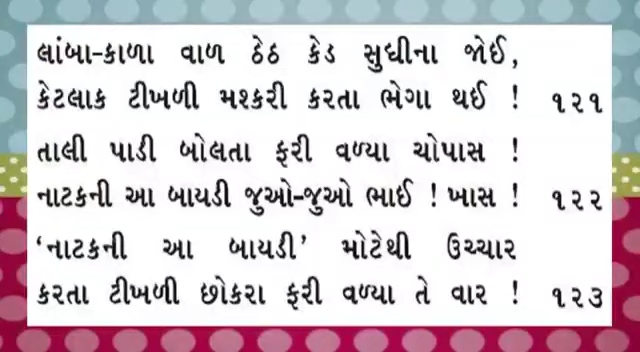 લાંબા-કાળા વાળ ઠેઠ કેડ સુધીના જોઈ,
કેટલાક ટીખળી મશ્કરી કરતા ભેગા થઈ ! ૧૨૧
તાલી પાડી બોલતા ફરી વળ્યા ચોપાસ !
નાટકની આ બાયડી જુઓ-જુઓ ભાઈ ! ખાસ ! ૧૨૨
‘નાટકની આ બાયડી’ મોટેથી ઉચ્ચાર
કરતા ટીખળી છોકરા ફરી વળ્યા તે વાર ! ૧૨૩